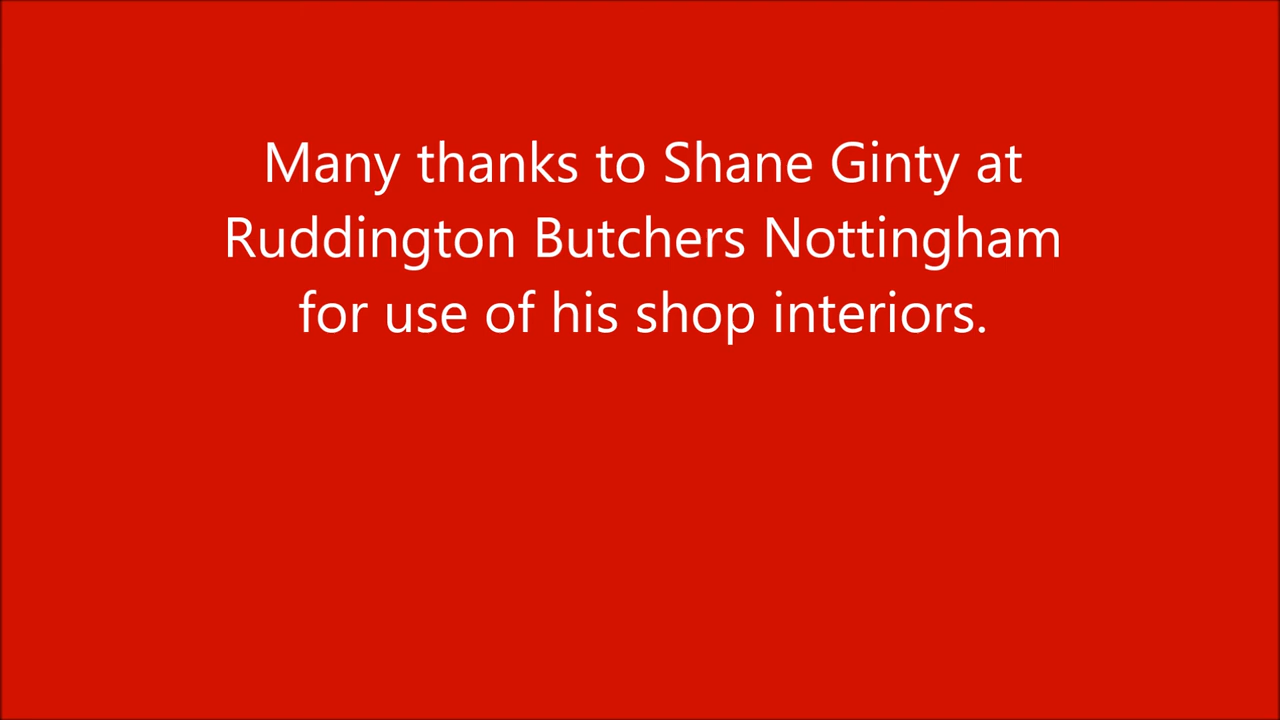 Many thanks to Shane Ginty at
Ruddington Butchers Nottingham
for use of his shop interiors.